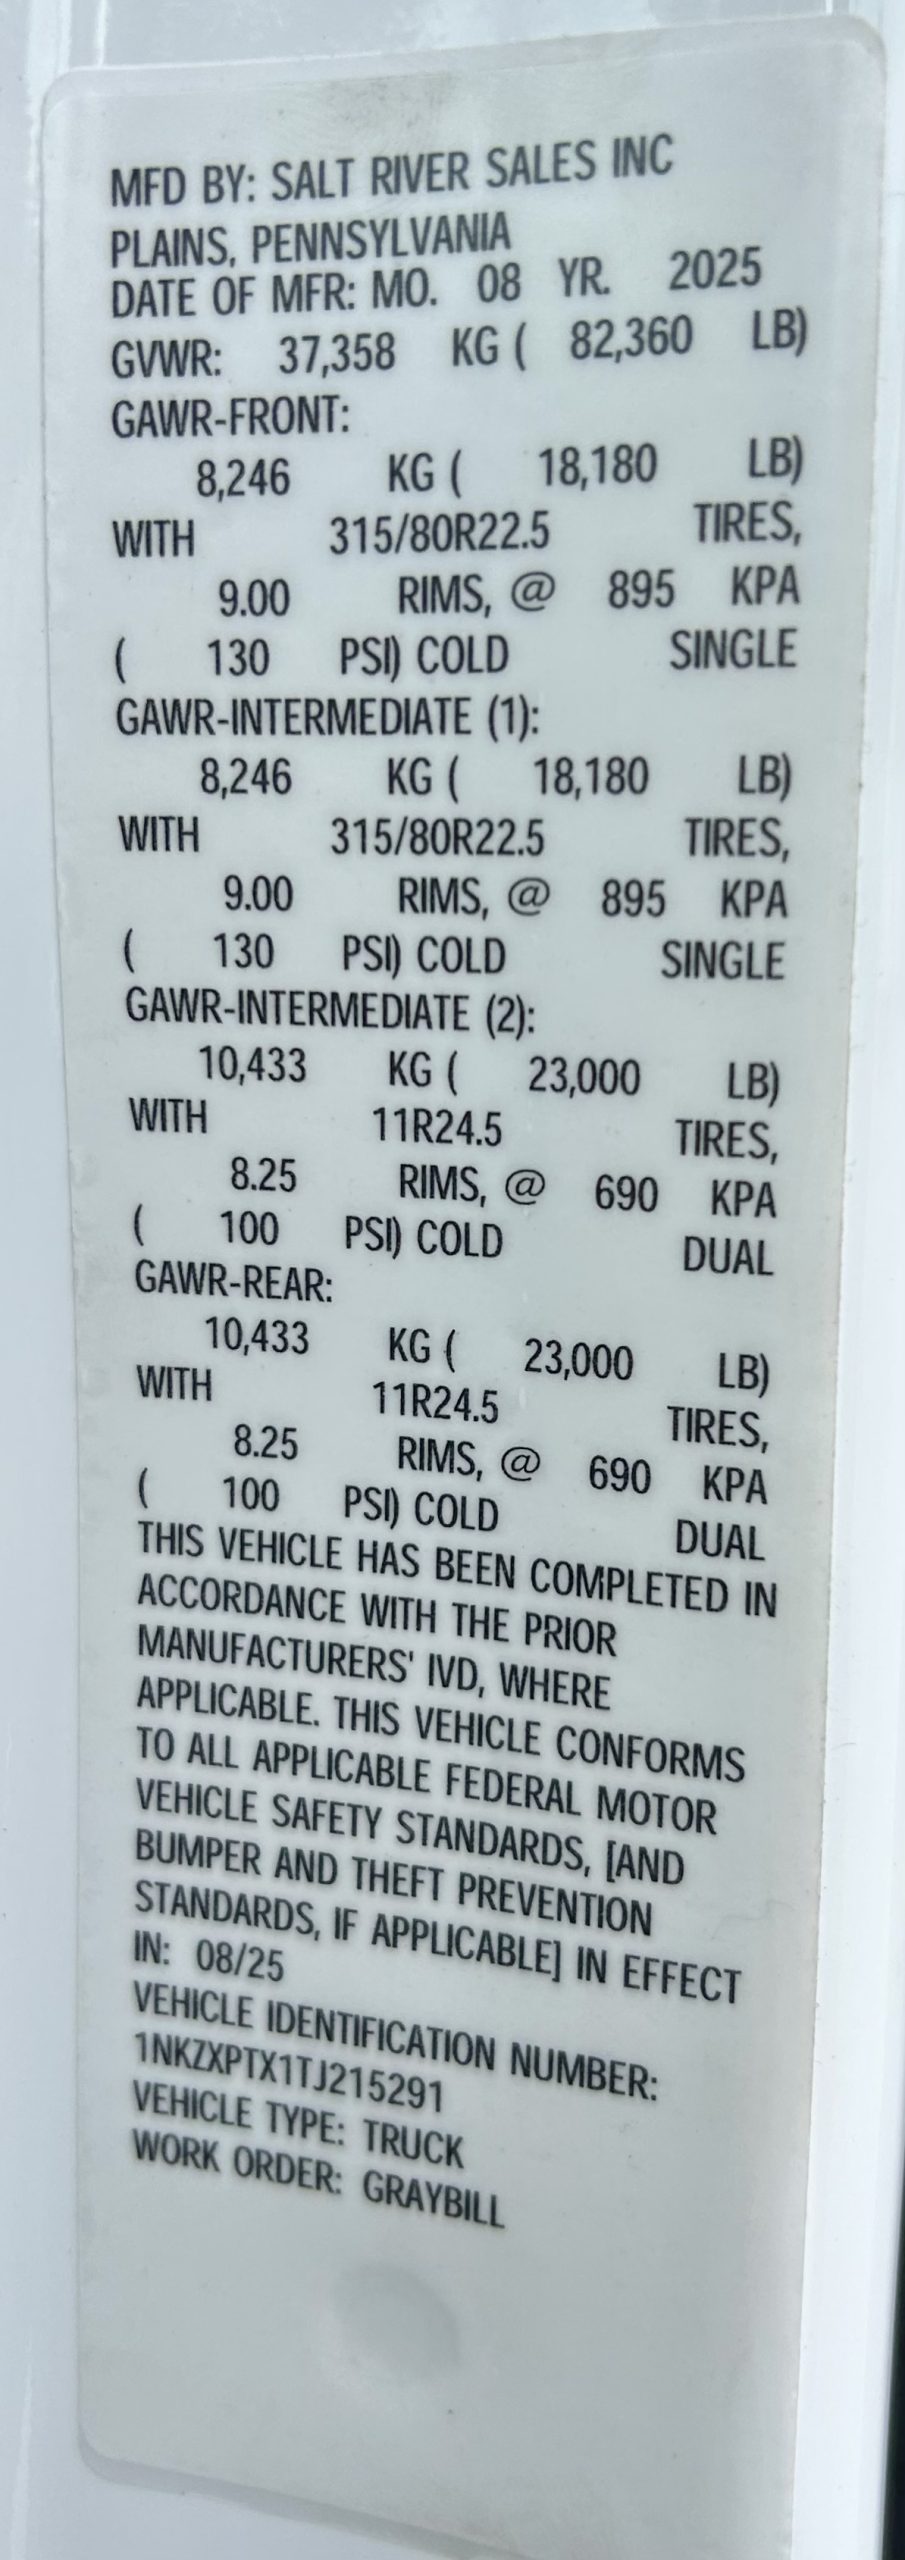 MFD BY: SALT RIVER SALES INC
PLAINS, PENNSYLVANIA
DATE OF MFR: MO. 08 YR. 2025
GVWR: 37,358 KG ( 82,360 LB)
GAWR-FRONT:
8,246 KG ( 18,180 LB)
WITH 315/80R22.5 TIRES,
9.00 RIMS, @ 895 KPA
( 130 PSI) COLD SINGLE
GAWR-INTERMEDIATE (1):
8,246 KG ( 18,180 LB)
WITH 315/80R22.5 TIRES,
9.00 RIMS, @ 895 KPA
( 130 PSI) COLD SINGLE
GAWR-INTERMEDIATE (2):
10,433 KG ( 23,000 LB)
WITH 11R24.5 TIRES,
8.25 RIMS, @ 690 KPA
( 100 PSI) COLD DUAL
GAWR-REAR:
10,433 KG ( 23,000 LB)
WITH 11R24.5 TIRES,
8.25 RIMS, @ 690 KPA
( 100 PSI) COLD DUAL
THIS VEHICLE HAS BEEN COMPLETED IN
ACCORDANCE WITH THE PRIOR
MANUFACTURERS' IVD, WHERE
APPLICABLE. THIS VEHICLE CONFORMS
TO ALL APPLICABLE FEDERAL MOTOR
VEHICLE SAFETY STANDARDS, [AND
BUMPER AND THEFT PREVENTION
STANDARDS, IF APPLICABLE] IN EFFECT
IN: 08/25
VEHICLE IDENTIFICATION NUMBER:
1NKZXPTX1TJ215291
VEHICLE TYPE: TRUCK
WORK ORDER: GRAYBILL